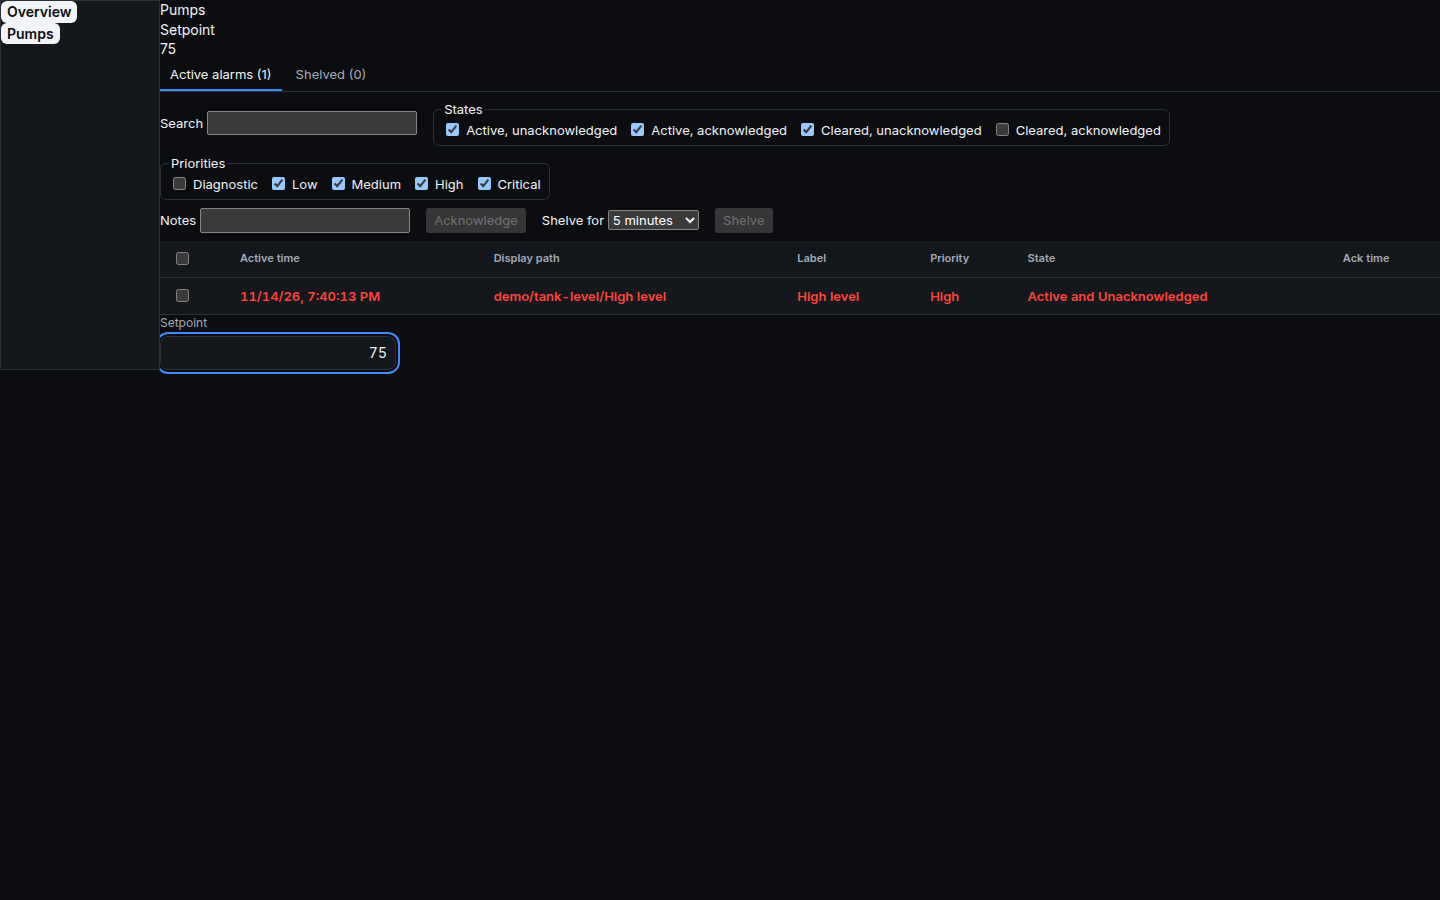 Overview
Pumps
Pumps
Setpoint
75
Active alarms (1) Shelved (0)
Search
States
Active, unacknowledged Active, acknowledged Cleared, unacknowledged Cleared, acknowledged
Priorities
Diagnostic Low Medium High Critical
Notes Acknowledge Shelve for 5 minutes Shelve
Active time Display path Label Priority State Ack time
11/14/26, 7:40:13 PM demo/tank-level/High level High level High Active and Unacknowledged
Setpoint
75